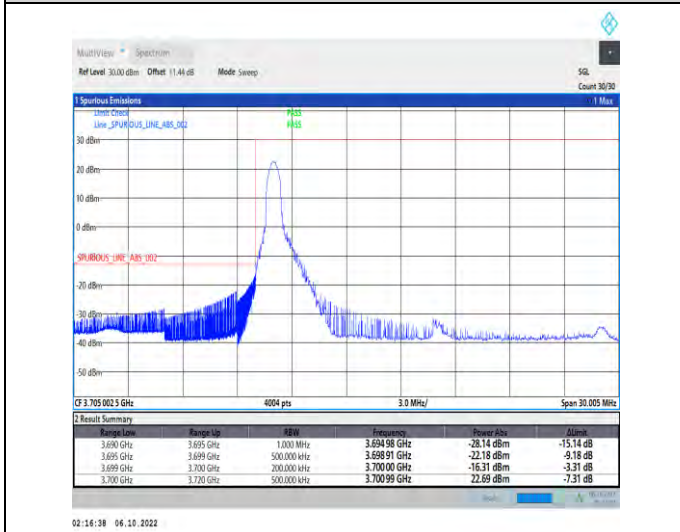 MultiView Spectrum
Ref Level 30.00 dBm Offset 11.44 dB Mode Sweep SGL
Count 30/30
1 Spurious Emissions 1 Max
Limit Check PASS
Line _SPURIOUS_LINE_ABS_002 PASS
30 dBm
20 dBm
10 dBm
0 dBm
_SPURIOUS_LINE_ABS_002
-20 dBm
-30 dBm
-40 dBm
-50 dBm
CF 3.705 002 5 GHz 4004 pts 3.0 MHz/ Span 30.005 MHz
2 Result Summary
Range Low Range Up RBW Frequency Power Abs ΔLimit
3.690 GHz 3.695 GHz 1.000 MHz 3.694 98 GHz -28.14 dBm -15.14 dB
3.695 GHz 3.699 GHz 500.000 kHz 3.698 91 GHz -22.18 dBm -9.18 dB
3.699 GHz 3.700 GHz 200.000 kHz 3.700 00 GHz -16.31 dBm -3.31 dB
3.700 GHz 3.720 GHz 500.000 kHz 3.700 99 GHz 22.69 dBm -7.31 dB
02:16:38 06.10.2022